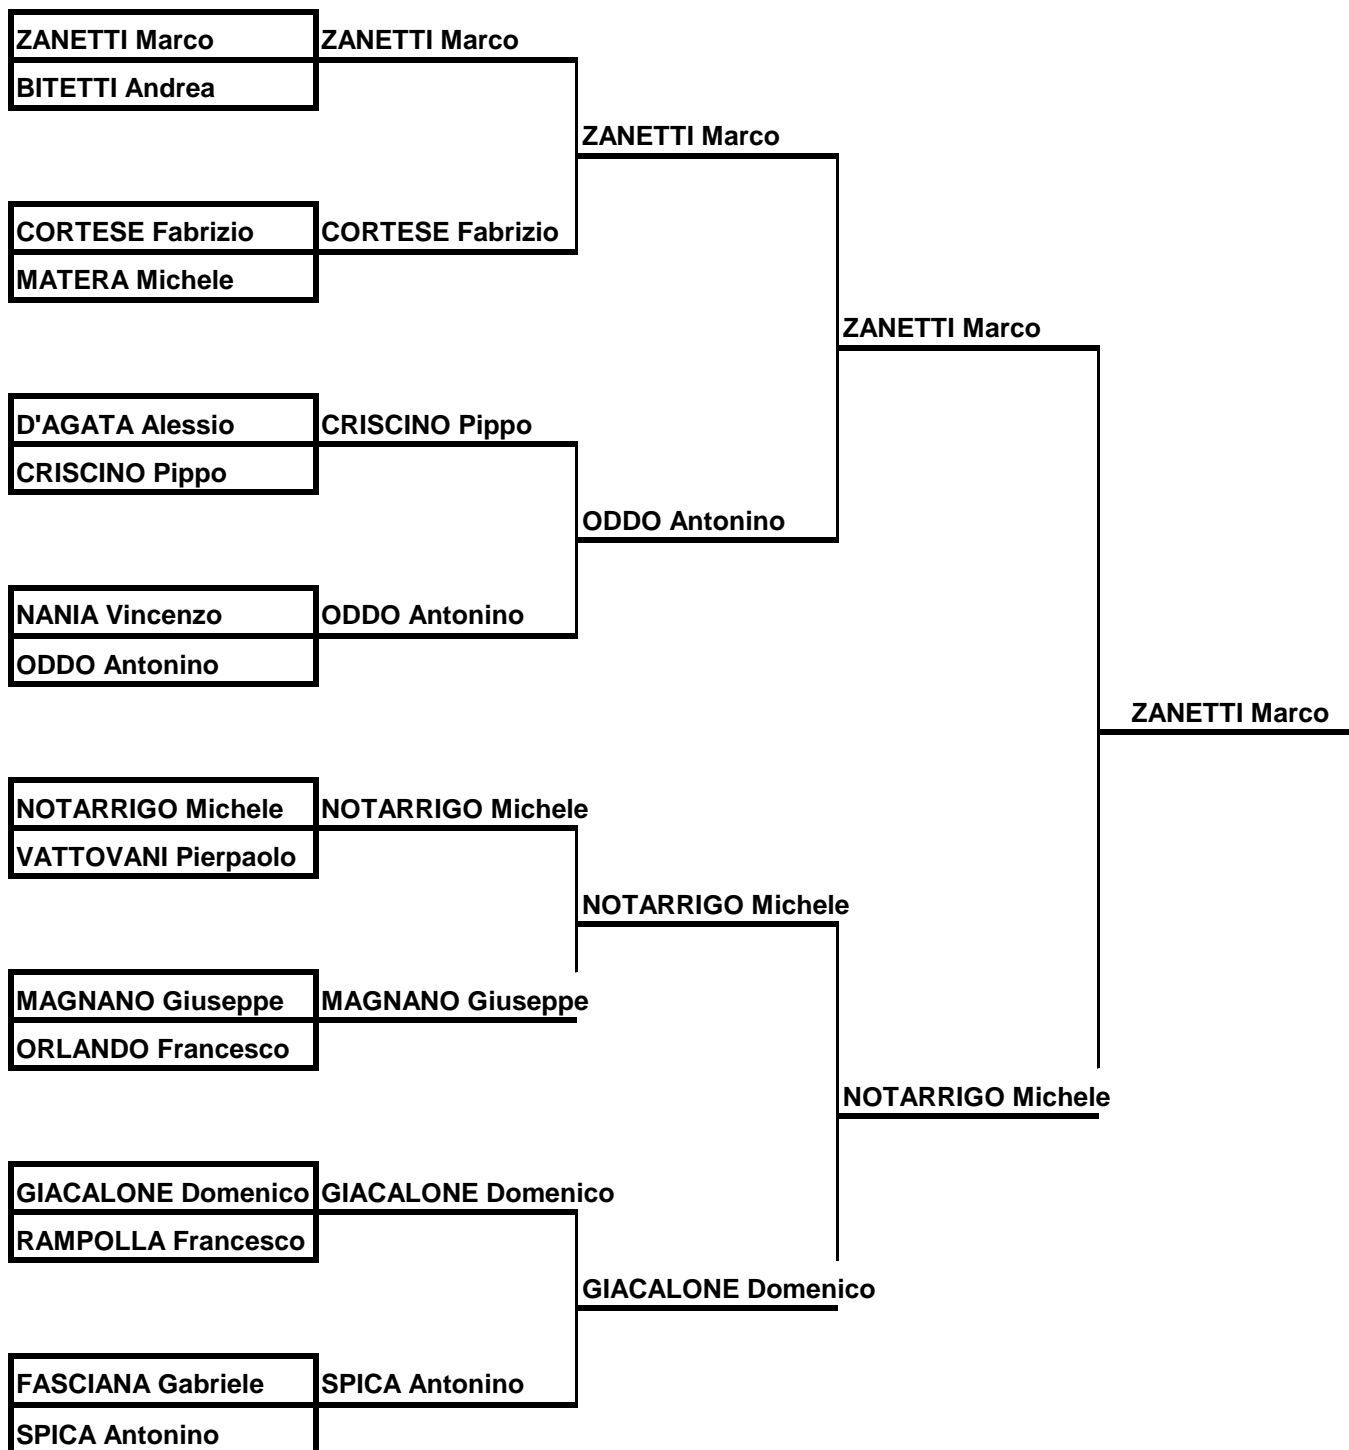 ZANETTI Marco ZANETTI Marco
BITETTI Andrea
ZANETTI Marco
CORTESE Fabrizio CORTESE Fabrizio
MATERA Michele
ZANETTI Marco
D'AGATA Alessio CRISCINO Pippo
CRISCINO Pippo
ODDO Antonino
NANIA Vincenzo ODDO Antonino
ODDO Antonino
ZANETTI Marco
NOTARRIGO Michele NOTARRIGO Michele
VATTOVANI Pierpaolo
NOTARRIGO Michele
MAGNANO Giuseppe MAGNANO Giuseppe
ORLANDO Francesco
NOTARRIGO Michele
GIACALONE Domenico GIACALONE Domenico
RAMPOLLA Francesco
GIACALONE Domenico
FASCIANA Gabriele SPICA Antonino
SPICA Antonino